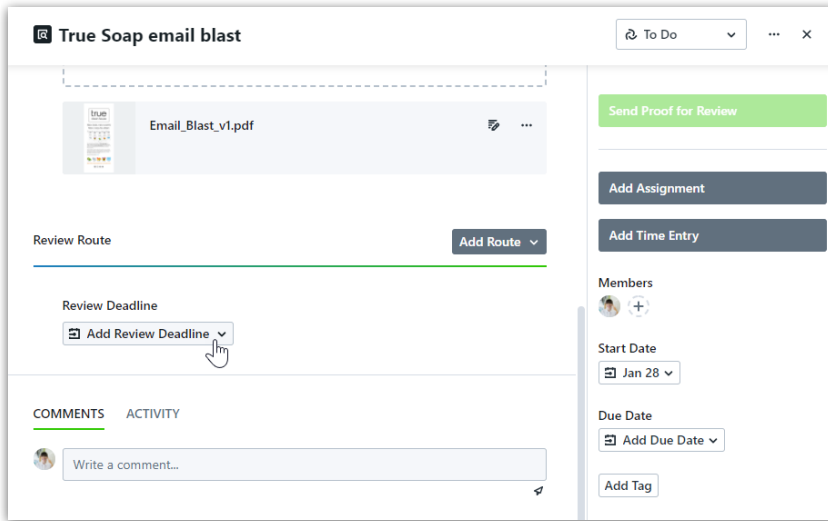 True Soap email blast
To Do
true
Email_Blast_v1.pdf
Review Route
Add Route
Review Deadline
Add Review Deadline
COMMENTS
ACTIVITY
Write a comment...
Send Proof for Review
Add Assignment
Add Time Entry
Members
Start Date
Jan 28
Due Date
Add Due Date
Add Tag